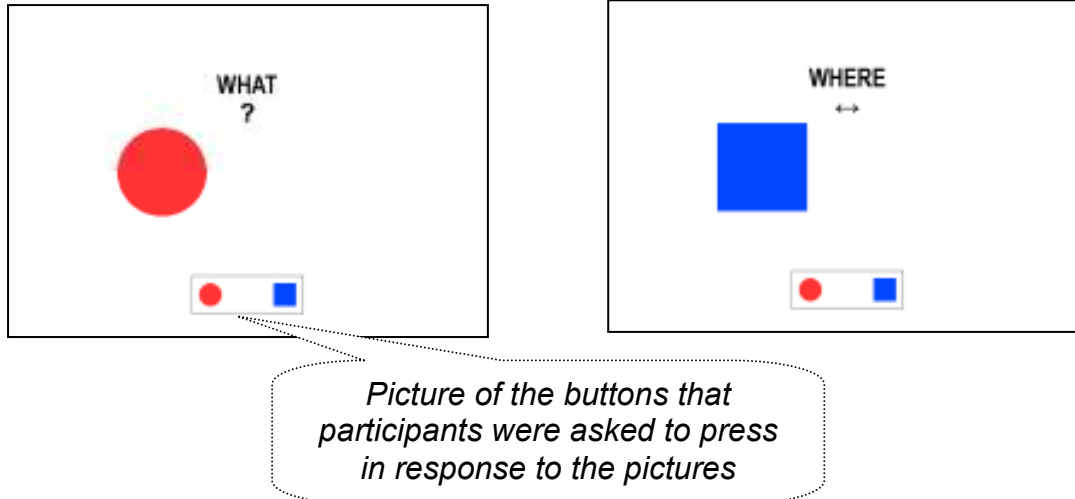 WHAT
?
WHERE
↔
Picture of the buttons that
participants were asked to press
in response to the pictures